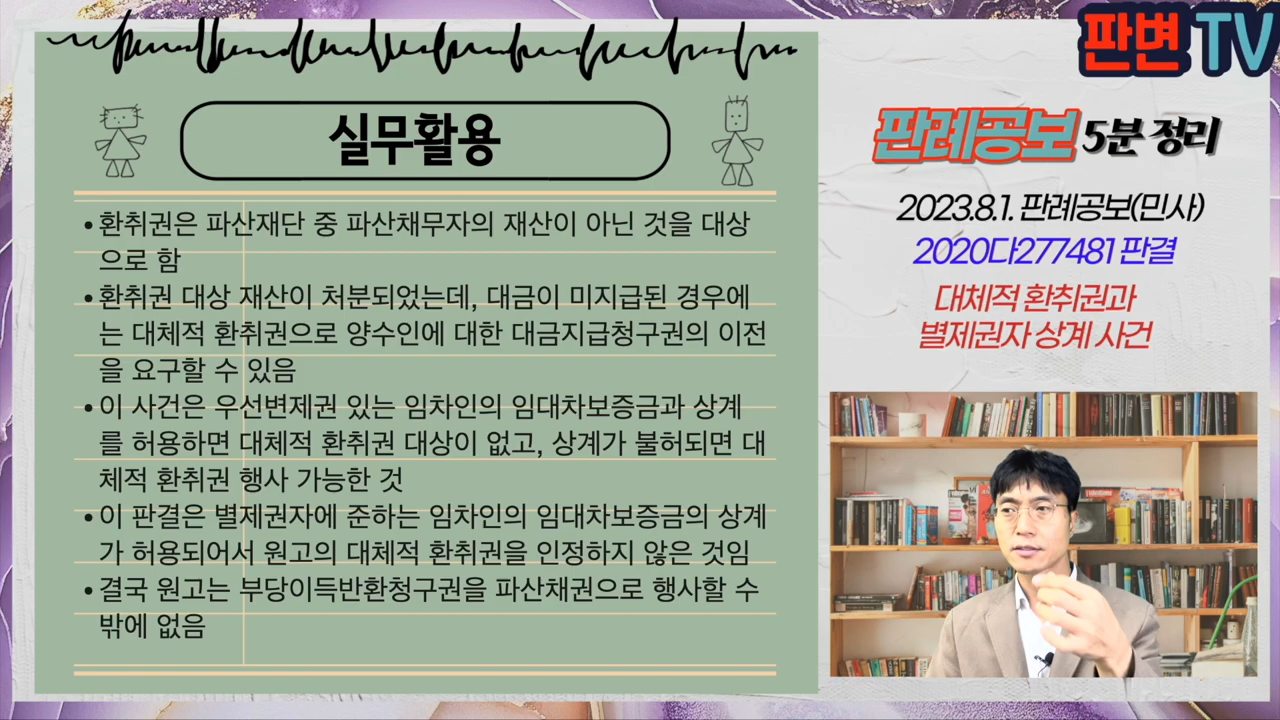 판변 TV
실무활용
• 환취권은 파산재단 중 파산채무자의 재산이 아닌 것을 대상
으로 함
• 환취권 대상 재산이 처분되었는데, 대금이 미지급된 경우에
는 대체적 환취권으로 양수인에 대한 대금지급청구권의 이전
을 요구할 수 있음
• 이 사건은 우선변제권 있는 임차인의 임대차보증금과 상계
를 허용하면 대체적 환취권 대상이 없고, 상계가 불허되면 대
체적 환취권 행사 가능한 것
• 이 판결은 별제권자에 준하는 임차인의 임대차보증금의 상계
가 허용되어서 원고의 대체적 환취권을 인정하지 않은 것임
• 결국 원고는 부당이득반환청구권을 파산채권으로 행사할 수
밖에 없음
판례공보 5분 정리
2023.8.1. 판례공보(민사)
2020다277481 판결
대체적 환취권과
별제권자 상계 사건